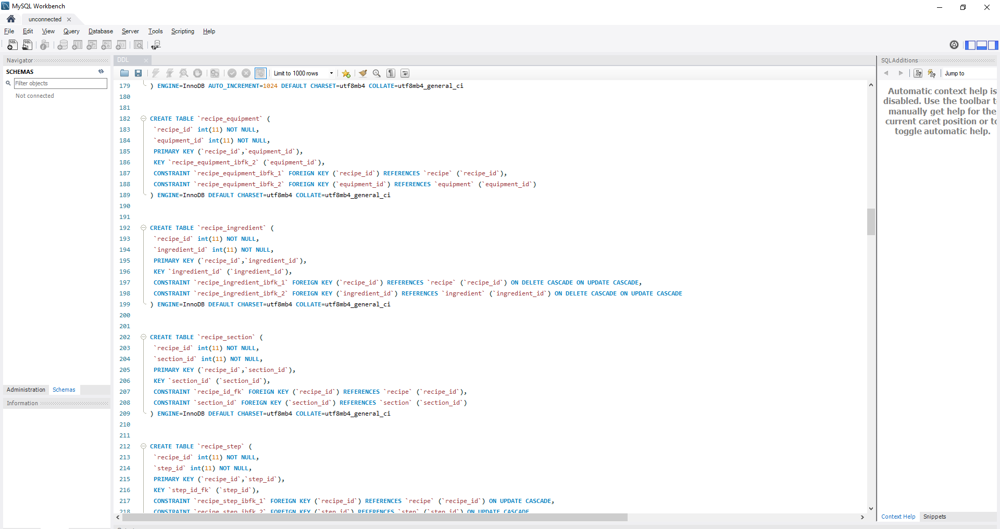 MySQL Workbench
unconnected
File Edit View Query Database Server Tools Scripting Help
Navigator
SCHEMAS
Filter objects
Not connected
Administration Schemas
Information
DDL
Limit to 1000 rows
179 ) ENGINE=InnoDB AUTO_INCREMENT=1024 DEFAULT CHARSET=utf8mb4 COLLATE=utf8mb4_general_ci
180
181
182 CREATE TABLE `recipe_equipment` (
183 `recipe_id` int(11) NOT NULL,
184 `equipment_id` int(11) NOT NULL,
185 PRIMARY KEY (`recipe_id`,`equipment_id`),
186 KEY `recipe_equipment_ibfk_2` (`equipment_id`),
187 CONSTRAINT `recipe_equipment_ibfk_1` FOREIGN KEY (`recipe_id`) REFERENCES `recipe` (`recipe_id`),
188 CONSTRAINT `recipe_equipment_ibfk_2` FOREIGN KEY (`equipment_id`) REFERENCES `equipment` (`equipment_id`)
189 ) ENGINE=InnoDB DEFAULT CHARSET=utf8mb4 COLLATE=utf8mb4_general_ci
190
191
192 CREATE TABLE `recipe_ingredient` (
193 `recipe_id` int(11) NOT NULL,
194 `ingredient_id` int(11) NOT NULL,
195 PRIMARY KEY (`recipe_id`,`ingredient_id`),
196 KEY `ingredient_id` (`ingredient_id`),
197 CONSTRAINT `recipe_ingredient_ibfk_1` FOREIGN KEY (`recipe_id`) REFERENCES `recipe` (`recipe_id`) ON DELETE CASCADE ON UPDATE CASCADE,
198 CONSTRAINT `recipe_ingredient_ibfk_2` FOREIGN KEY (`ingredient_id`) REFERENCES `ingredient` (`ingredient_id`) ON DELETE CASCADE ON UPDATE CASCADE
199 ) ENGINE=InnoDB DEFAULT CHARSET=utf8mb4 COLLATE=utf8mb4_general_ci
200
201
202 CREATE TABLE `recipe_section` (
203 `recipe_id` int(11) NOT NULL,
204 `section_id` int(11) NOT NULL,
205 PRIMARY KEY (`recipe_id`,`section_id`),
206 KEY `section_id` (`section_id`),
207 CONSTRAINT `recipe_id_fk` FOREIGN KEY (`recipe_id`) REFERENCES `recipe` (`recipe_id`),
208 CONSTRAINT `section_id` FOREIGN KEY (`section_id`) REFERENCES `section` (`section_id`)
209 ) ENGINE=InnoDB DEFAULT CHARSET=utf8mb4 COLLATE=utf8mb4_general_ci
210
211
212 CREATE TABLE `recipe_step` (
213 `recipe_id` int(11) NOT NULL,
214 `step_id` int(11) NOT NULL,
215 PRIMARY KEY (`recipe_id`,`step_id`),
216 KEY `step_id_fk` (`step_id`),
217 CONSTRAINT `recipe_step_ibfk_1` FOREIGN KEY (`recipe_id`) REFERENCES `recipe` (`recipe_id`) ON UPDATE CASCADE,
218 CONSTRAINT `recipe_step_ibfk_2` FOREIGN KEY (`step_id`) REFERENCES `step` (`step_id`) ON UPDATE CASCADE
SQLAdditions
Jump to
Automatic context help is
disabled. Use the toolbar t
manually get help for the
current caret position or to
toggle automatic help.
Context Help Snippets